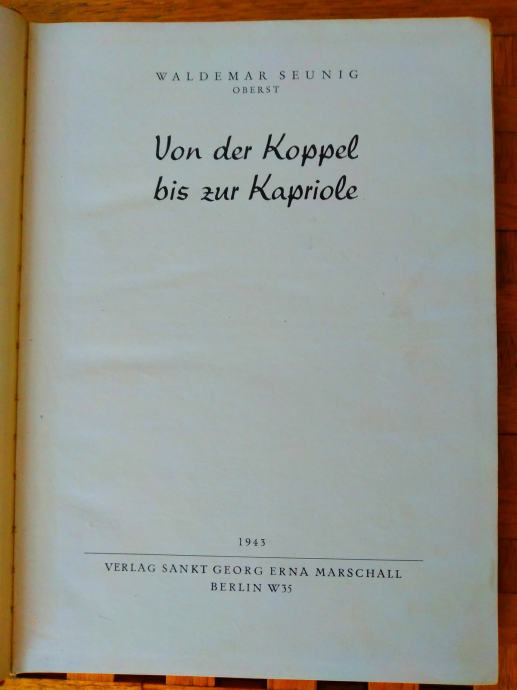 WALDEMAR SEUNIG
OBERST
Von der Koppel
bis zur Kapriole
1943
VERLAG SANKT GEORG ERNA MARSCHALL
BERLIN W35